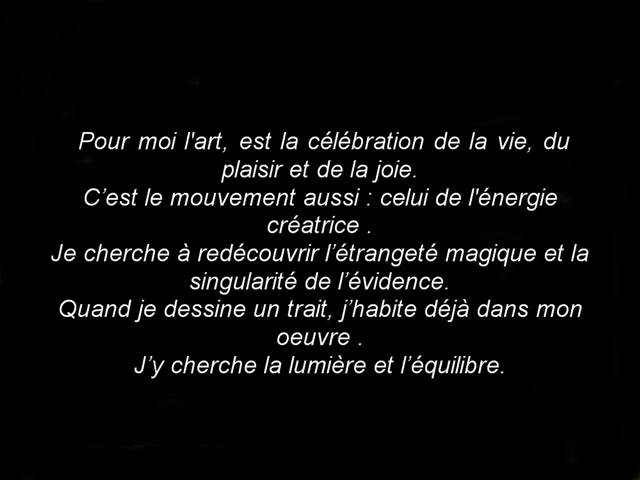 Pour moi l'art, est la célébration de la vie, du
plaisir et de la joie.
C’est le mouvement aussi : celui de l'énergie
créatrice .
Je cherche à redécouvrir l’étrangeté magique et la
singularité de l’évidence.
Quand je dessine un trait, j’habite déjà dans mon
oeuvre .
J’y cherche la lumière et l’équilibre.